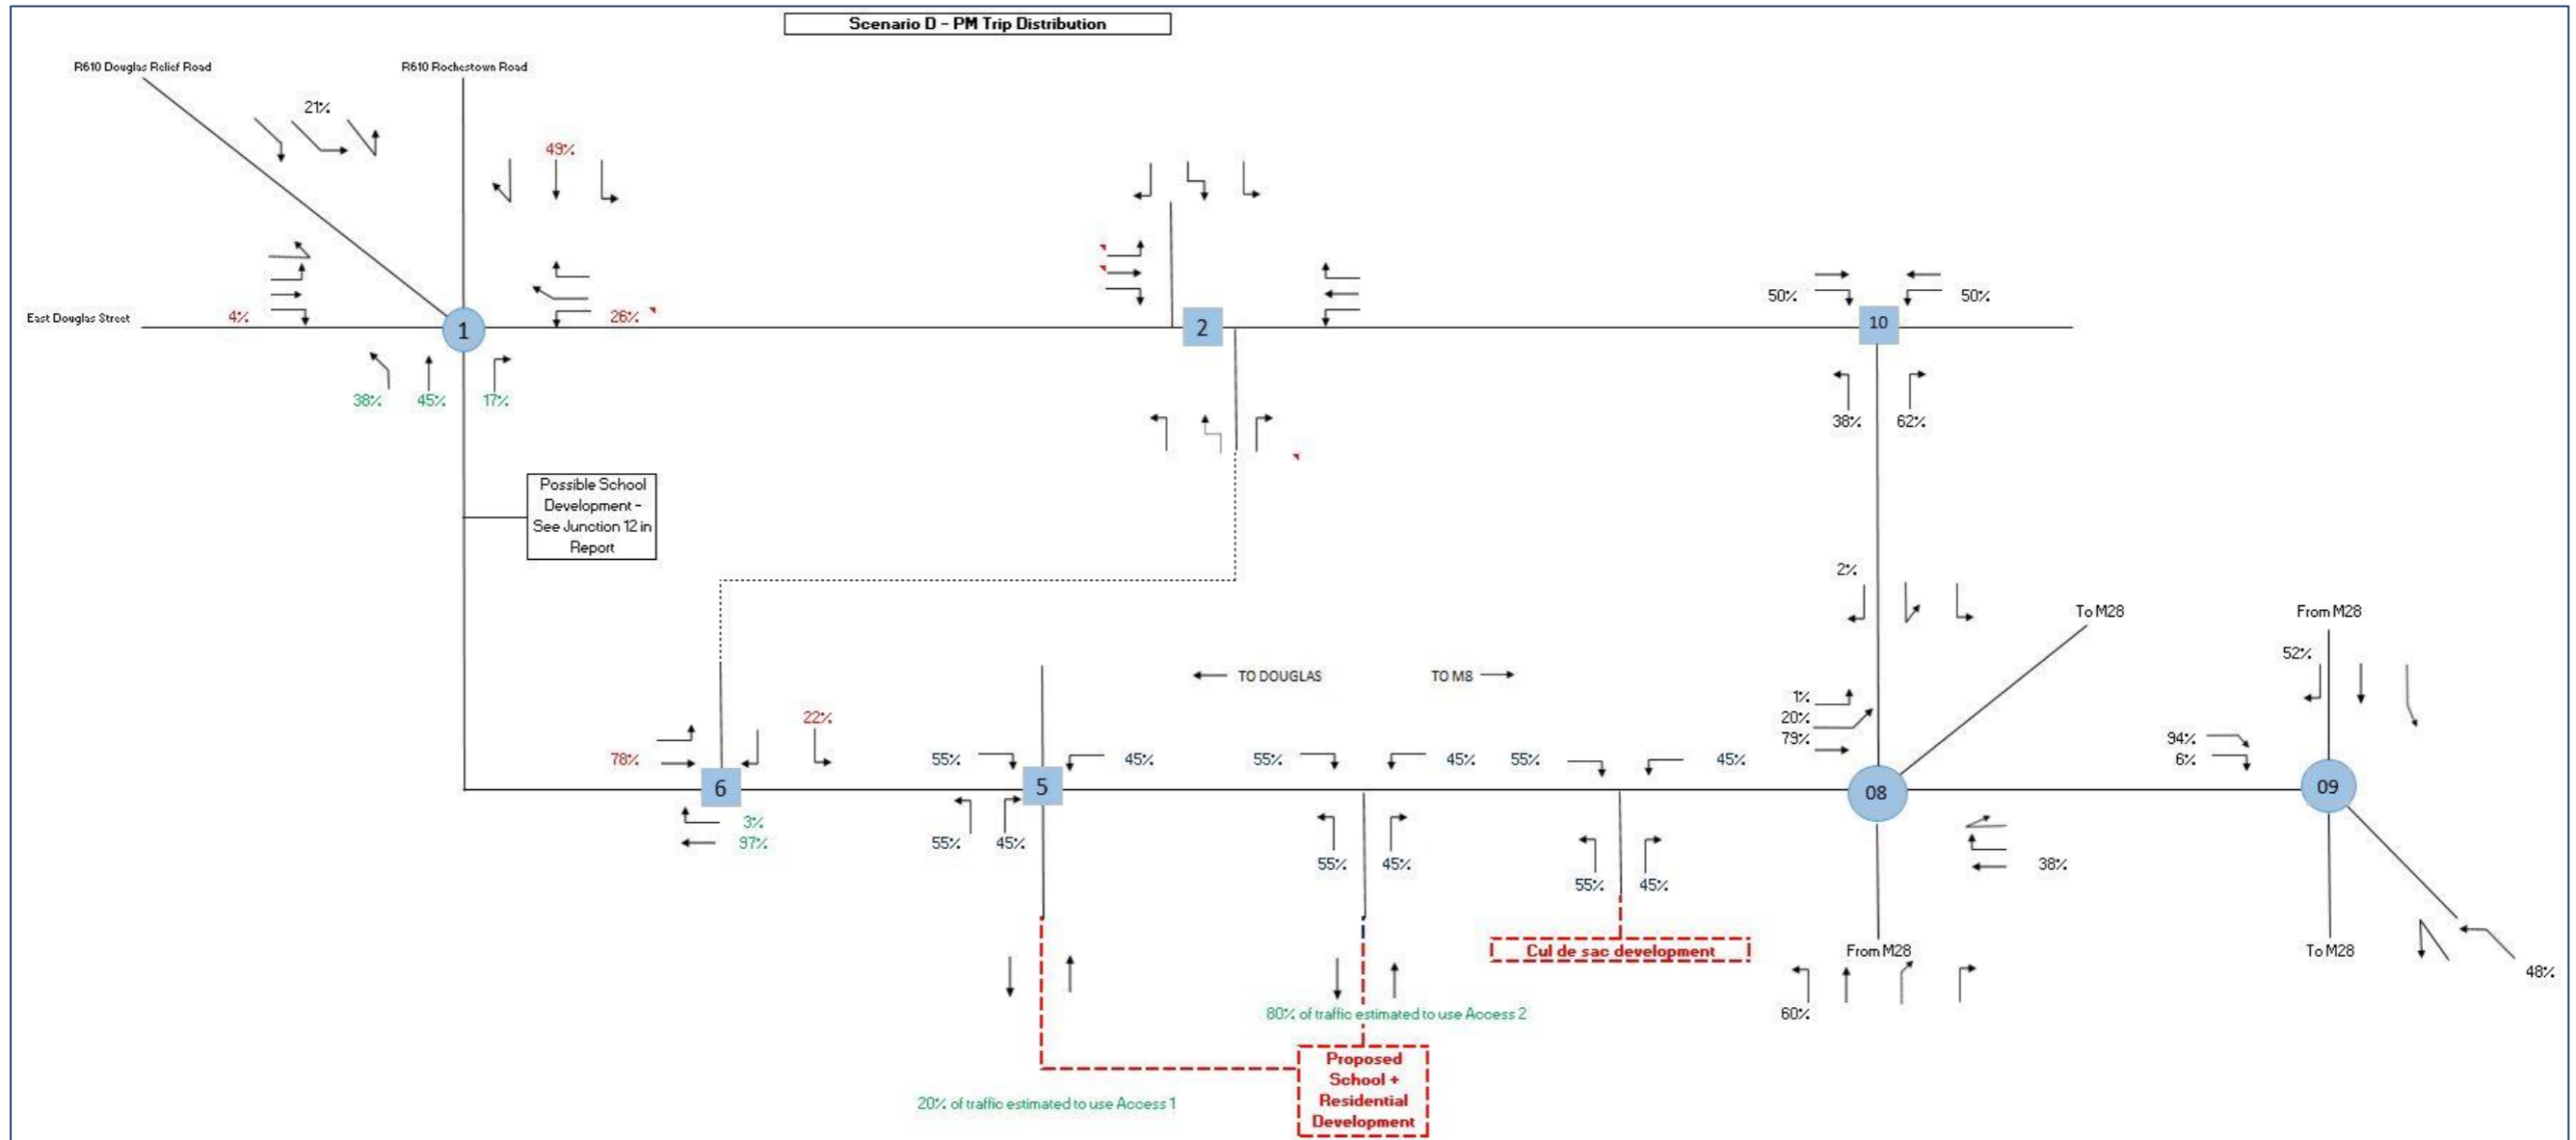 Scenario D - PM Trip Distribution
R610 Douglas Relief Road
R610 Rochestown Road
21%
49%
50%
50%
East Douglas Street
4%
1
26%
2
10
38%
45%
17%
38%
62%
Possible School
Development -
See Junction 12 in
Report
2%
To M28
From M28
52%
TO DOUGLAS
TO M8
1%
20%
79%
22%
78%
55%
45%
55%
45%
55%
45%
94%
6%
6
5
08
09
3%
97%
55%
45%
55%
45%
55%
45%
38%
Cul de sac development
From M28
To M28
48%
60%
80% of traffic estimated to use Access 2
Proposed
School +
Residential
Development
20% of traffic estimated to use Access 1